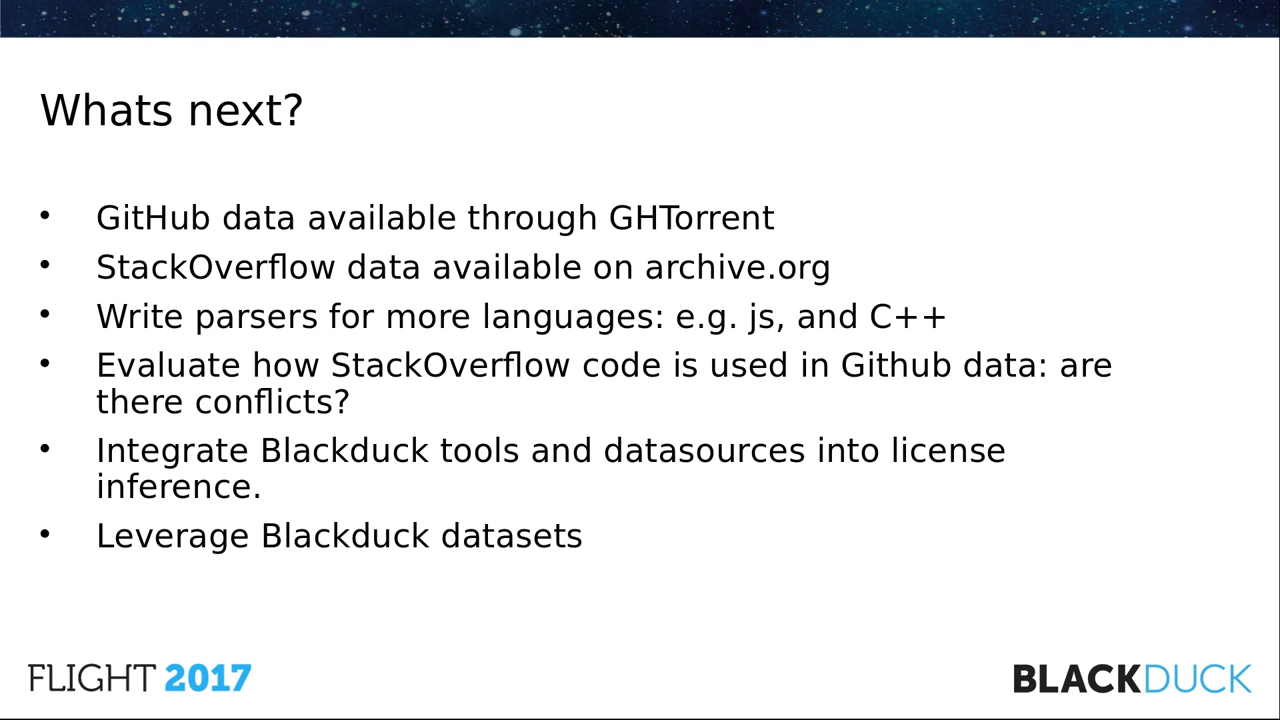 Whats next?
• GitHub data available through GHTorrent
• StackOverflow data available on archive.org
• Write parsers for more languages: e.g. js, and C++
• Evaluate how StackOverflow code is used in Github data: are
there conflicts?
• Integrate Blackduck tools and datasources into license
inference.
• Leverage Blackduck datasets
FLIGHT 2017
BLACKDUCK